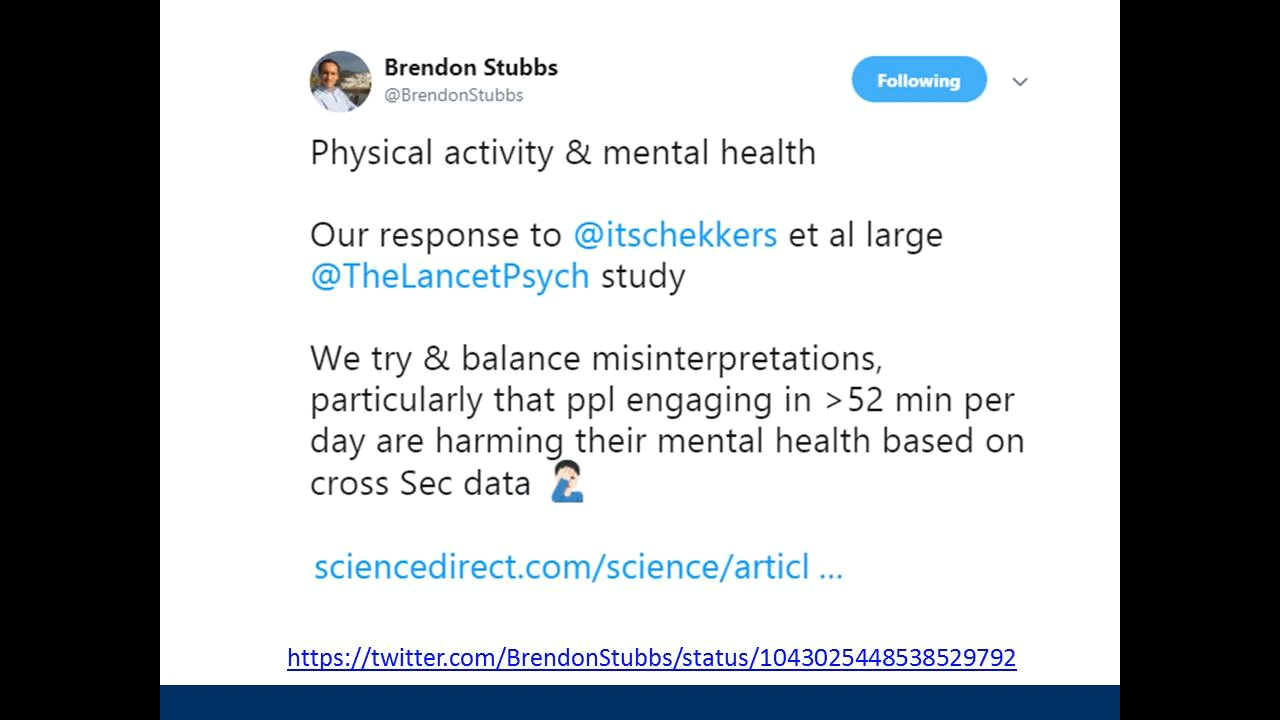 Brendon Stubbs
@BrendonStubbs
Following
Physical activity & mental health
Our response to @itschekkers et al large
@TheLancetPsych study
We try & balance misinterpretations,
particularly that ppl engaging in >52 min per
day are harming their mental health based on
cross Sec data
sciencedirect.com/science/articl ...
https://twitter.com/BrendonStubbs/status/1043025448538529792